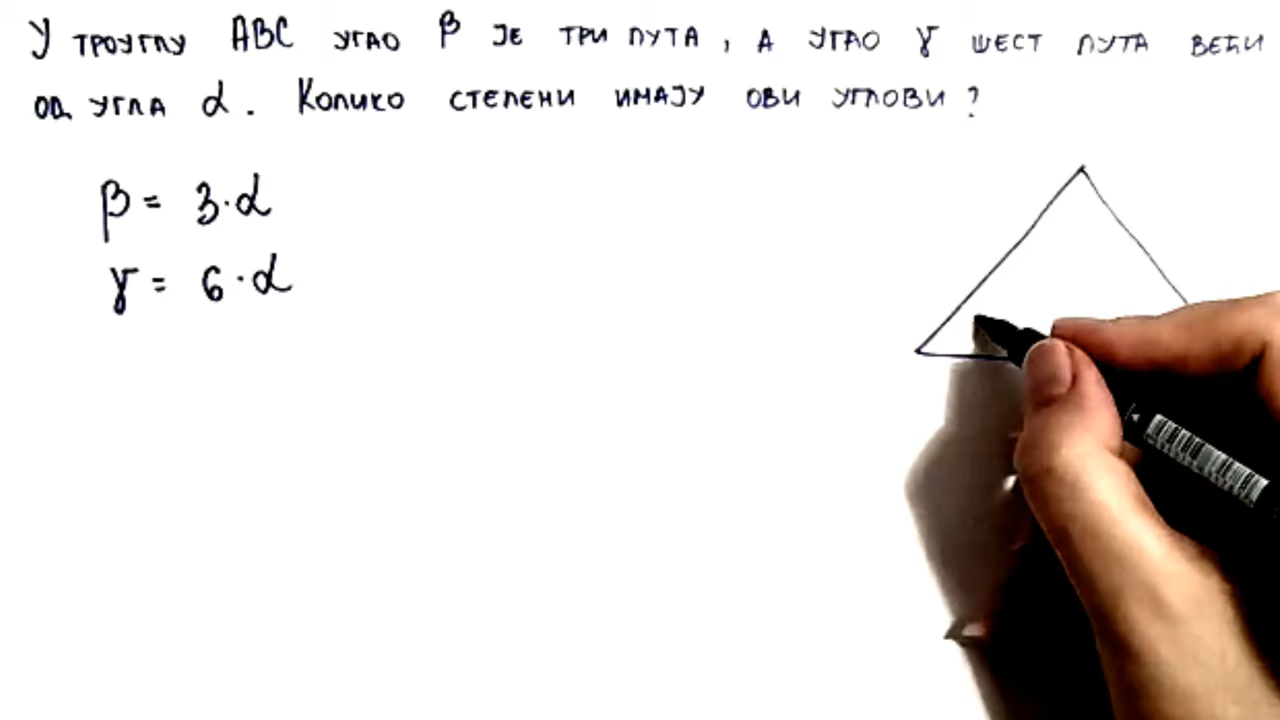 У троуглу ABC угао β је три пута, а угао γ шест пута већи
од угла α. Колико степени имају ови углови?
β = 3·α
γ = 6·α